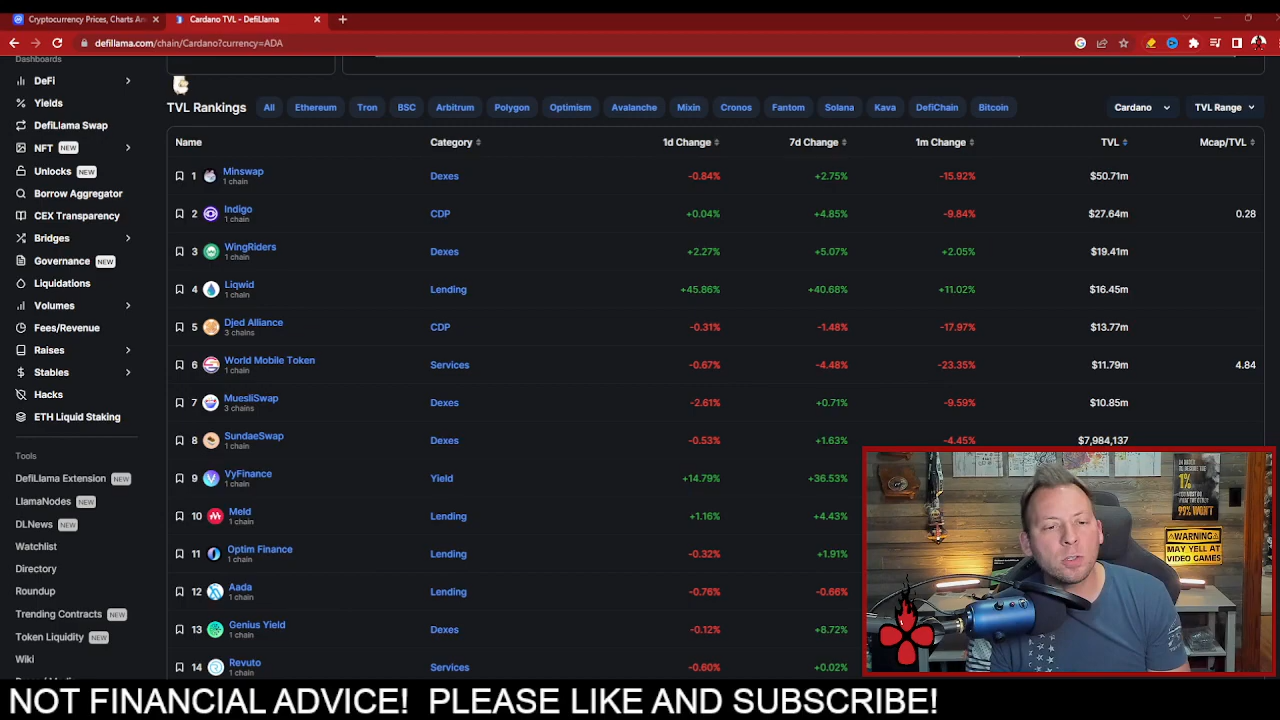 Cryptocurrency Prices, Charts An
Cardano TVL - DefiLlama
defillama.com/chain/Cardano?currency=ADA
Dashboards
DeFi
Yields
DefiLlama Swap
NFT NEW
Unlocks NEW
Borrow Aggregator
CEX Transparency
Bridges
Governance NEW
Liquidations
Volumes
Fees/Revenue
Raises
Stables
Hacks
ETH Liquid Staking
Tools
DefiLlama Extension NEW
LlamaNodes NEW
DLNews NEW
Watchlist
Directory
Roundup
Trending Contracts NEW
Token Liquidity NEW
Wiki
TVL Rankings All Ethereum Tron BSC Arbitrum Polygon Optimism Avalanche Mixin Cronos Fantom Solana Kava DefiChain Bitcoin Cardano TVL Range
Name Category 1d Change 7d Change 1m Change TVL Mcap/TVL
1 Minswap Dexes -0.84% +2.75% -15.92% $50.71m
1 chain
2 Indigo CDP +0.04% +4.85% -9.84% $27.64m 0.28
1 chain
3 WingRiders Dexes +2.27% +5.07% +2.05% $19.41m
1 chain
4 Liqwid Lending +45.86% +40.68% +11.02% $16.45m
1 chain
5 Djed Alliance CDP -0.31% -1.48% -17.97% $13.77m
3 chains
6 World Mobile Token Services -0.67% -4.48% -23.35% $11.79m 4.84
1 chain
7 MuesliSwap Dexes -2.61% +0.71% -9.59% $10.85m
3 chains
8 SundaeSwap Dexes -0.53% +1.63% -4.45% $7,984,137
1 chain
9 VyFinance Yield +14.79% +36.53%
1 chain
10 Meld Lending +1.16% +4.43%
1 chain
11 Optim Finance Lending -0.32% +1.91%
1 chain
12 Aada Lending -0.76% -0.66%
1 chain
13 Genius Yield Dexes -0.12% +8.72%
1 chain
14 Revuto Services -0.60% +0.02%
1 chain
1%
99% WON'T
WARNING
MAY YELL AT
VIDEO GAMES
NOT FINANCIAL ADVICE! PLEASE LIKE AND SUBSCRIBE!